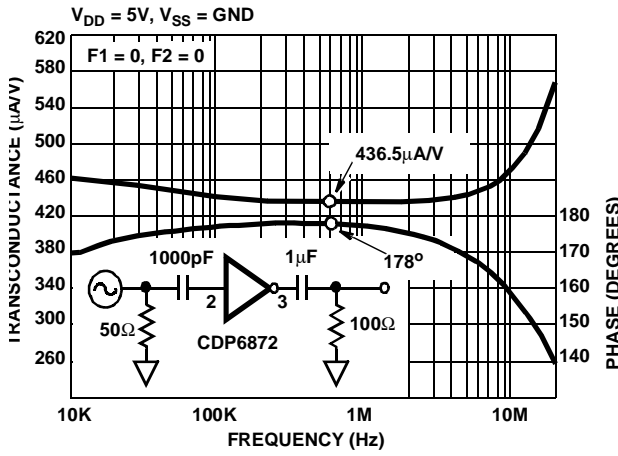 V_DD = 5V, V_SS = GND
F1 = 0, F2 = 0
TRANSCONDUCTANCE (µA/V)
620
580
540
500
460
420
380
340
300
260
436.5µA/V
178°
180
170
160
150
140
PHASE (DEGREES)
1000pF
1µF
2
3
50Ω
100Ω
CDP6872
10K
100K
1M
10M
FREQUENCY (Hz)